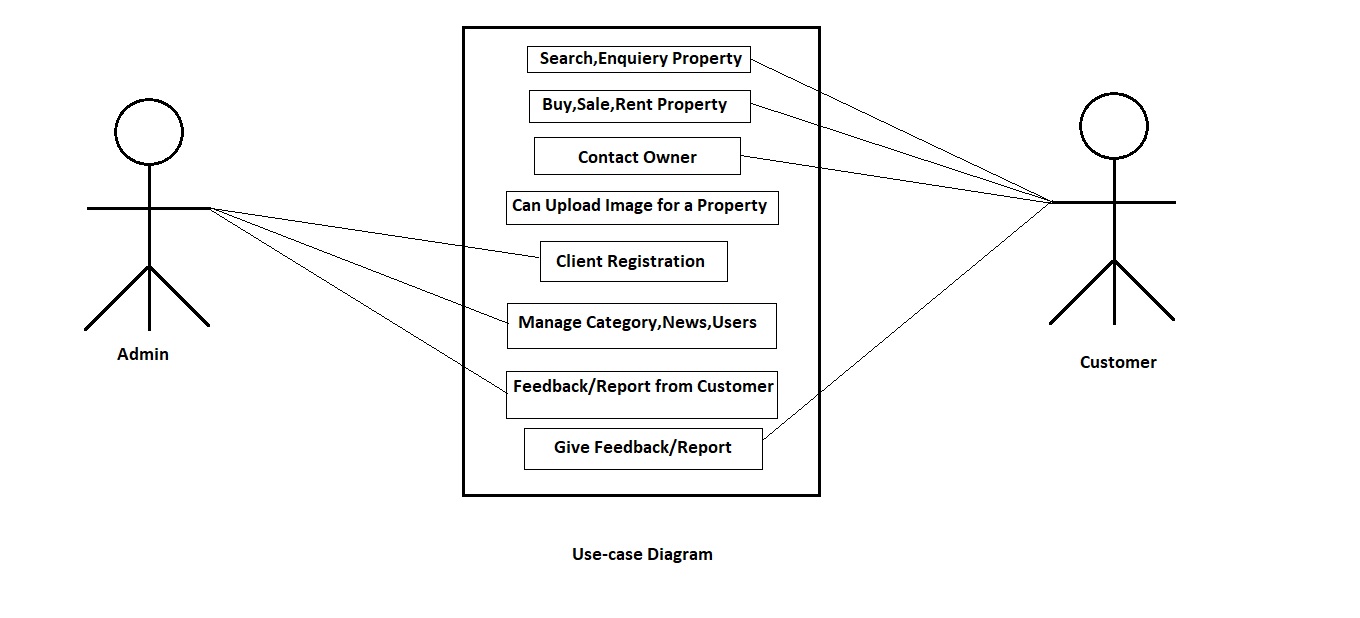 Search,Enquiery Property
Buy,Sale,Rent Property
Contact Owner
Can Upload Image for a Property
Client Registration
Manage Category,News,Users
Feedback/Report from Customer
Give Feedback/Report
Admin
Customer
Use-case Diagram